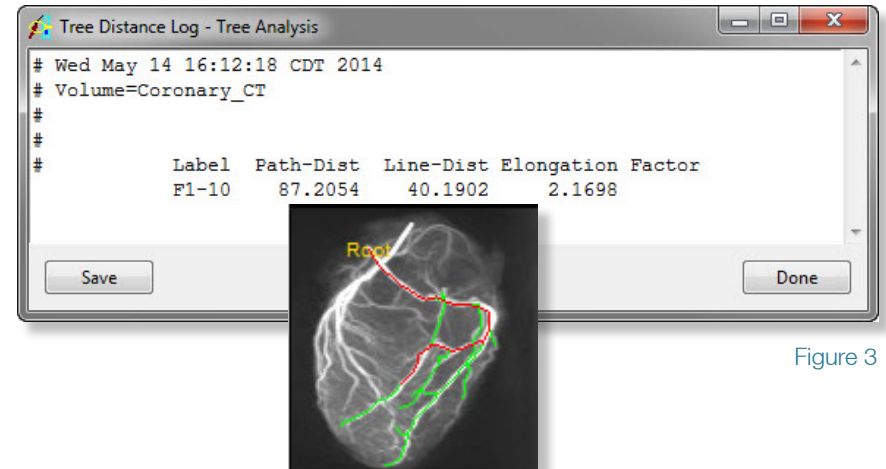 Tree Distance Log - Tree Analysis
# Wed May 14 16:12:18 CDT 2014
# Volume=Coronary_CT
#
#
# Label Path-Dist Line-Dist Elongation Factor
F1-10 87.2054 40.1902 2.1698
Root
Save
Done
Figure 3